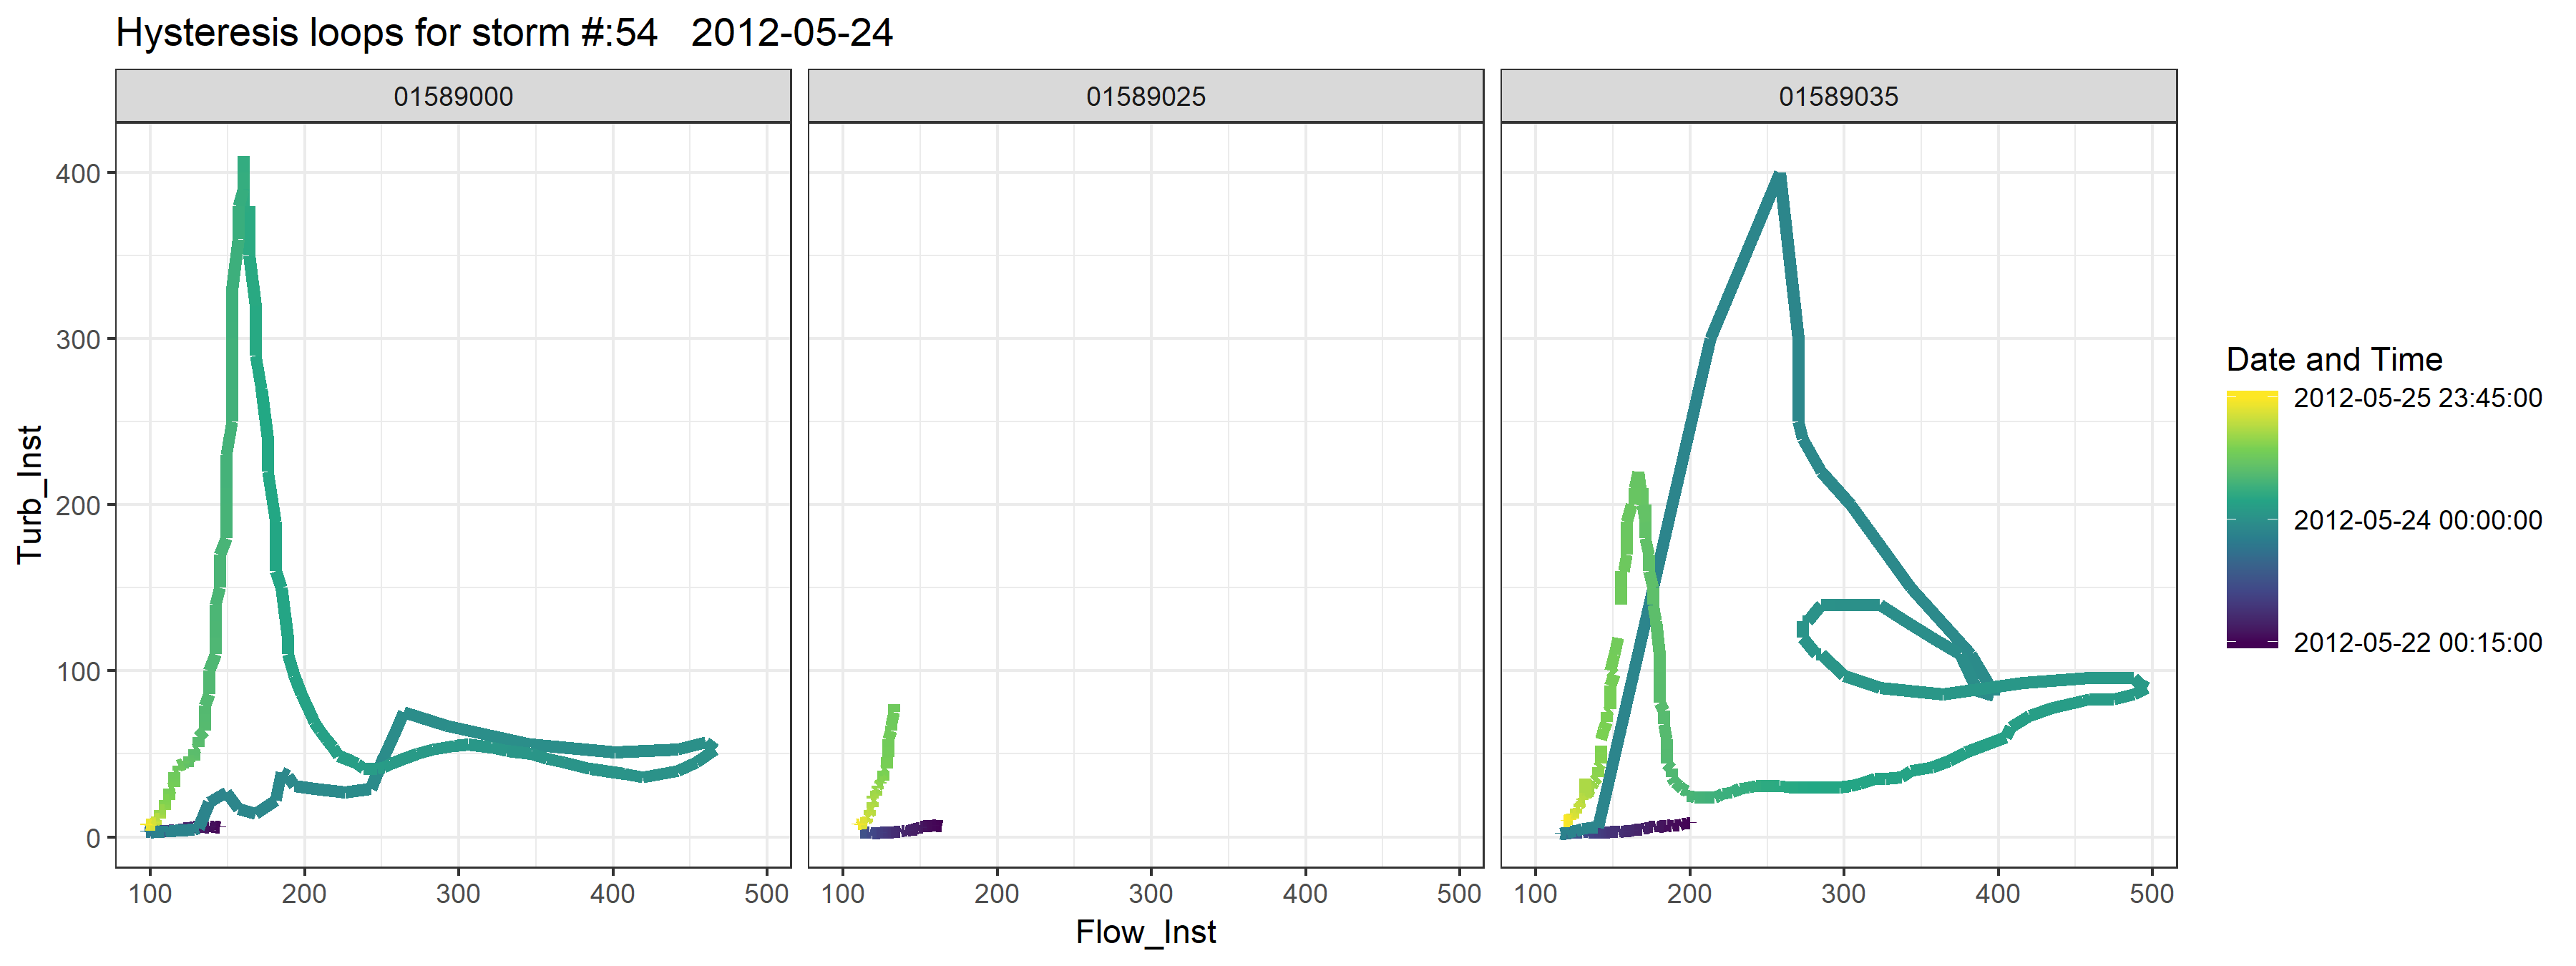 Hysteresis loops for storm #:54   2012-05-24
01589000 01589025 01589035
Turb_Inst
400
300
200
100
0
100 200 300 400 500 100 200 300 400 500 100 200 300 400 500
Flow_Inst
Date and Time
2012-05-25 23:45:00
2012-05-24 00:00:00
2012-05-22 00:15:00